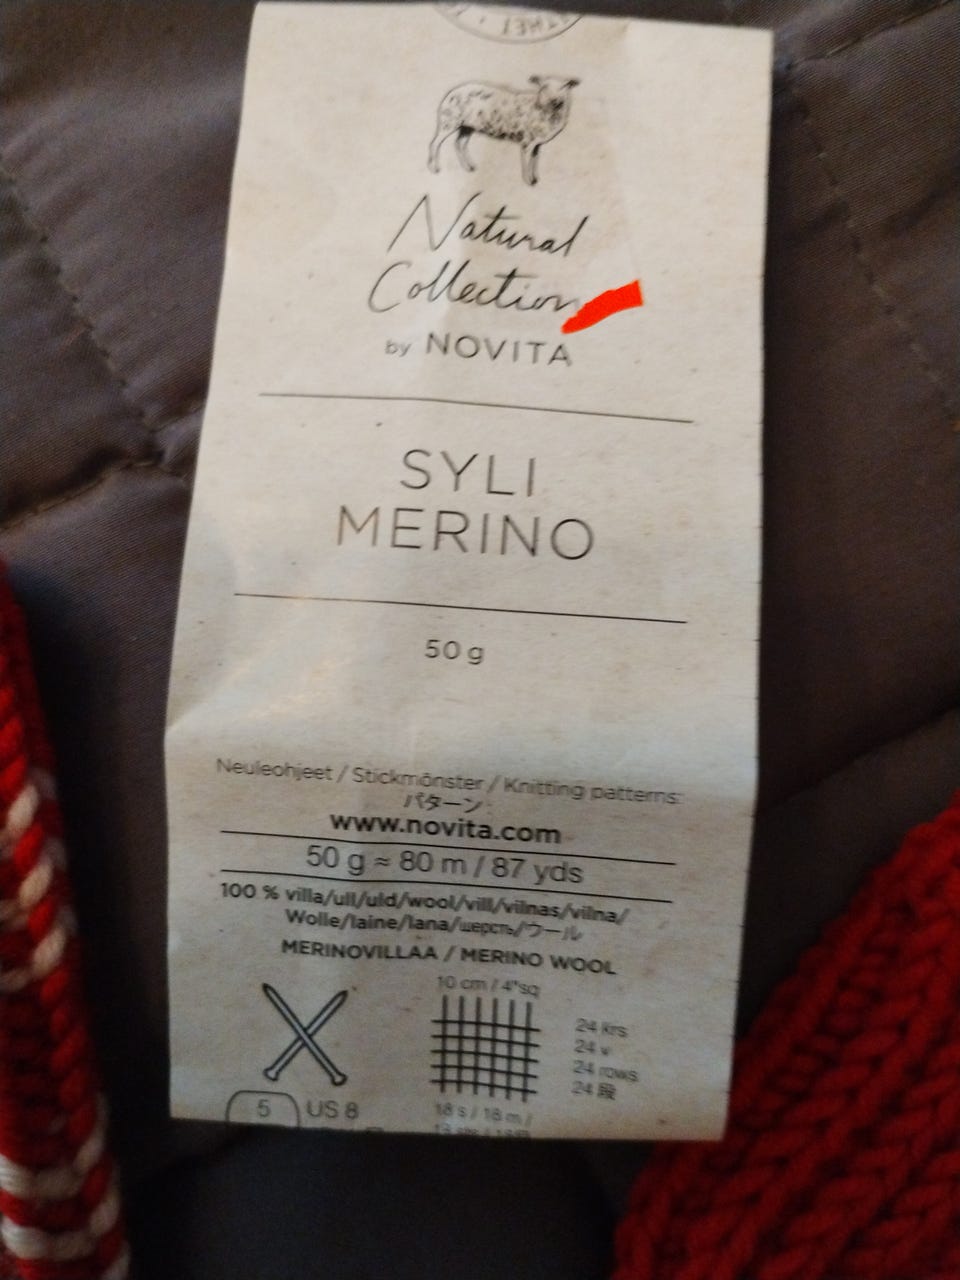 Natural
Collection
by NOVITA
SYLI
MERINO
50 g
Neuleohjeet / Stickmönster / Knitting patterns:
パターン:
www.novita.com
50 g ≈ 80 m / 87 yds
100 % villa/ull/uld/wool/vill/vilnas/vilna/
Wolle/laine/lana/шерсть/ウール
MERINOVILLAA / MERINO WOOL
10 cm / 4"sq
24 krs
24 v
24 rows
24 段
5 US 8
18 s / 18 m /